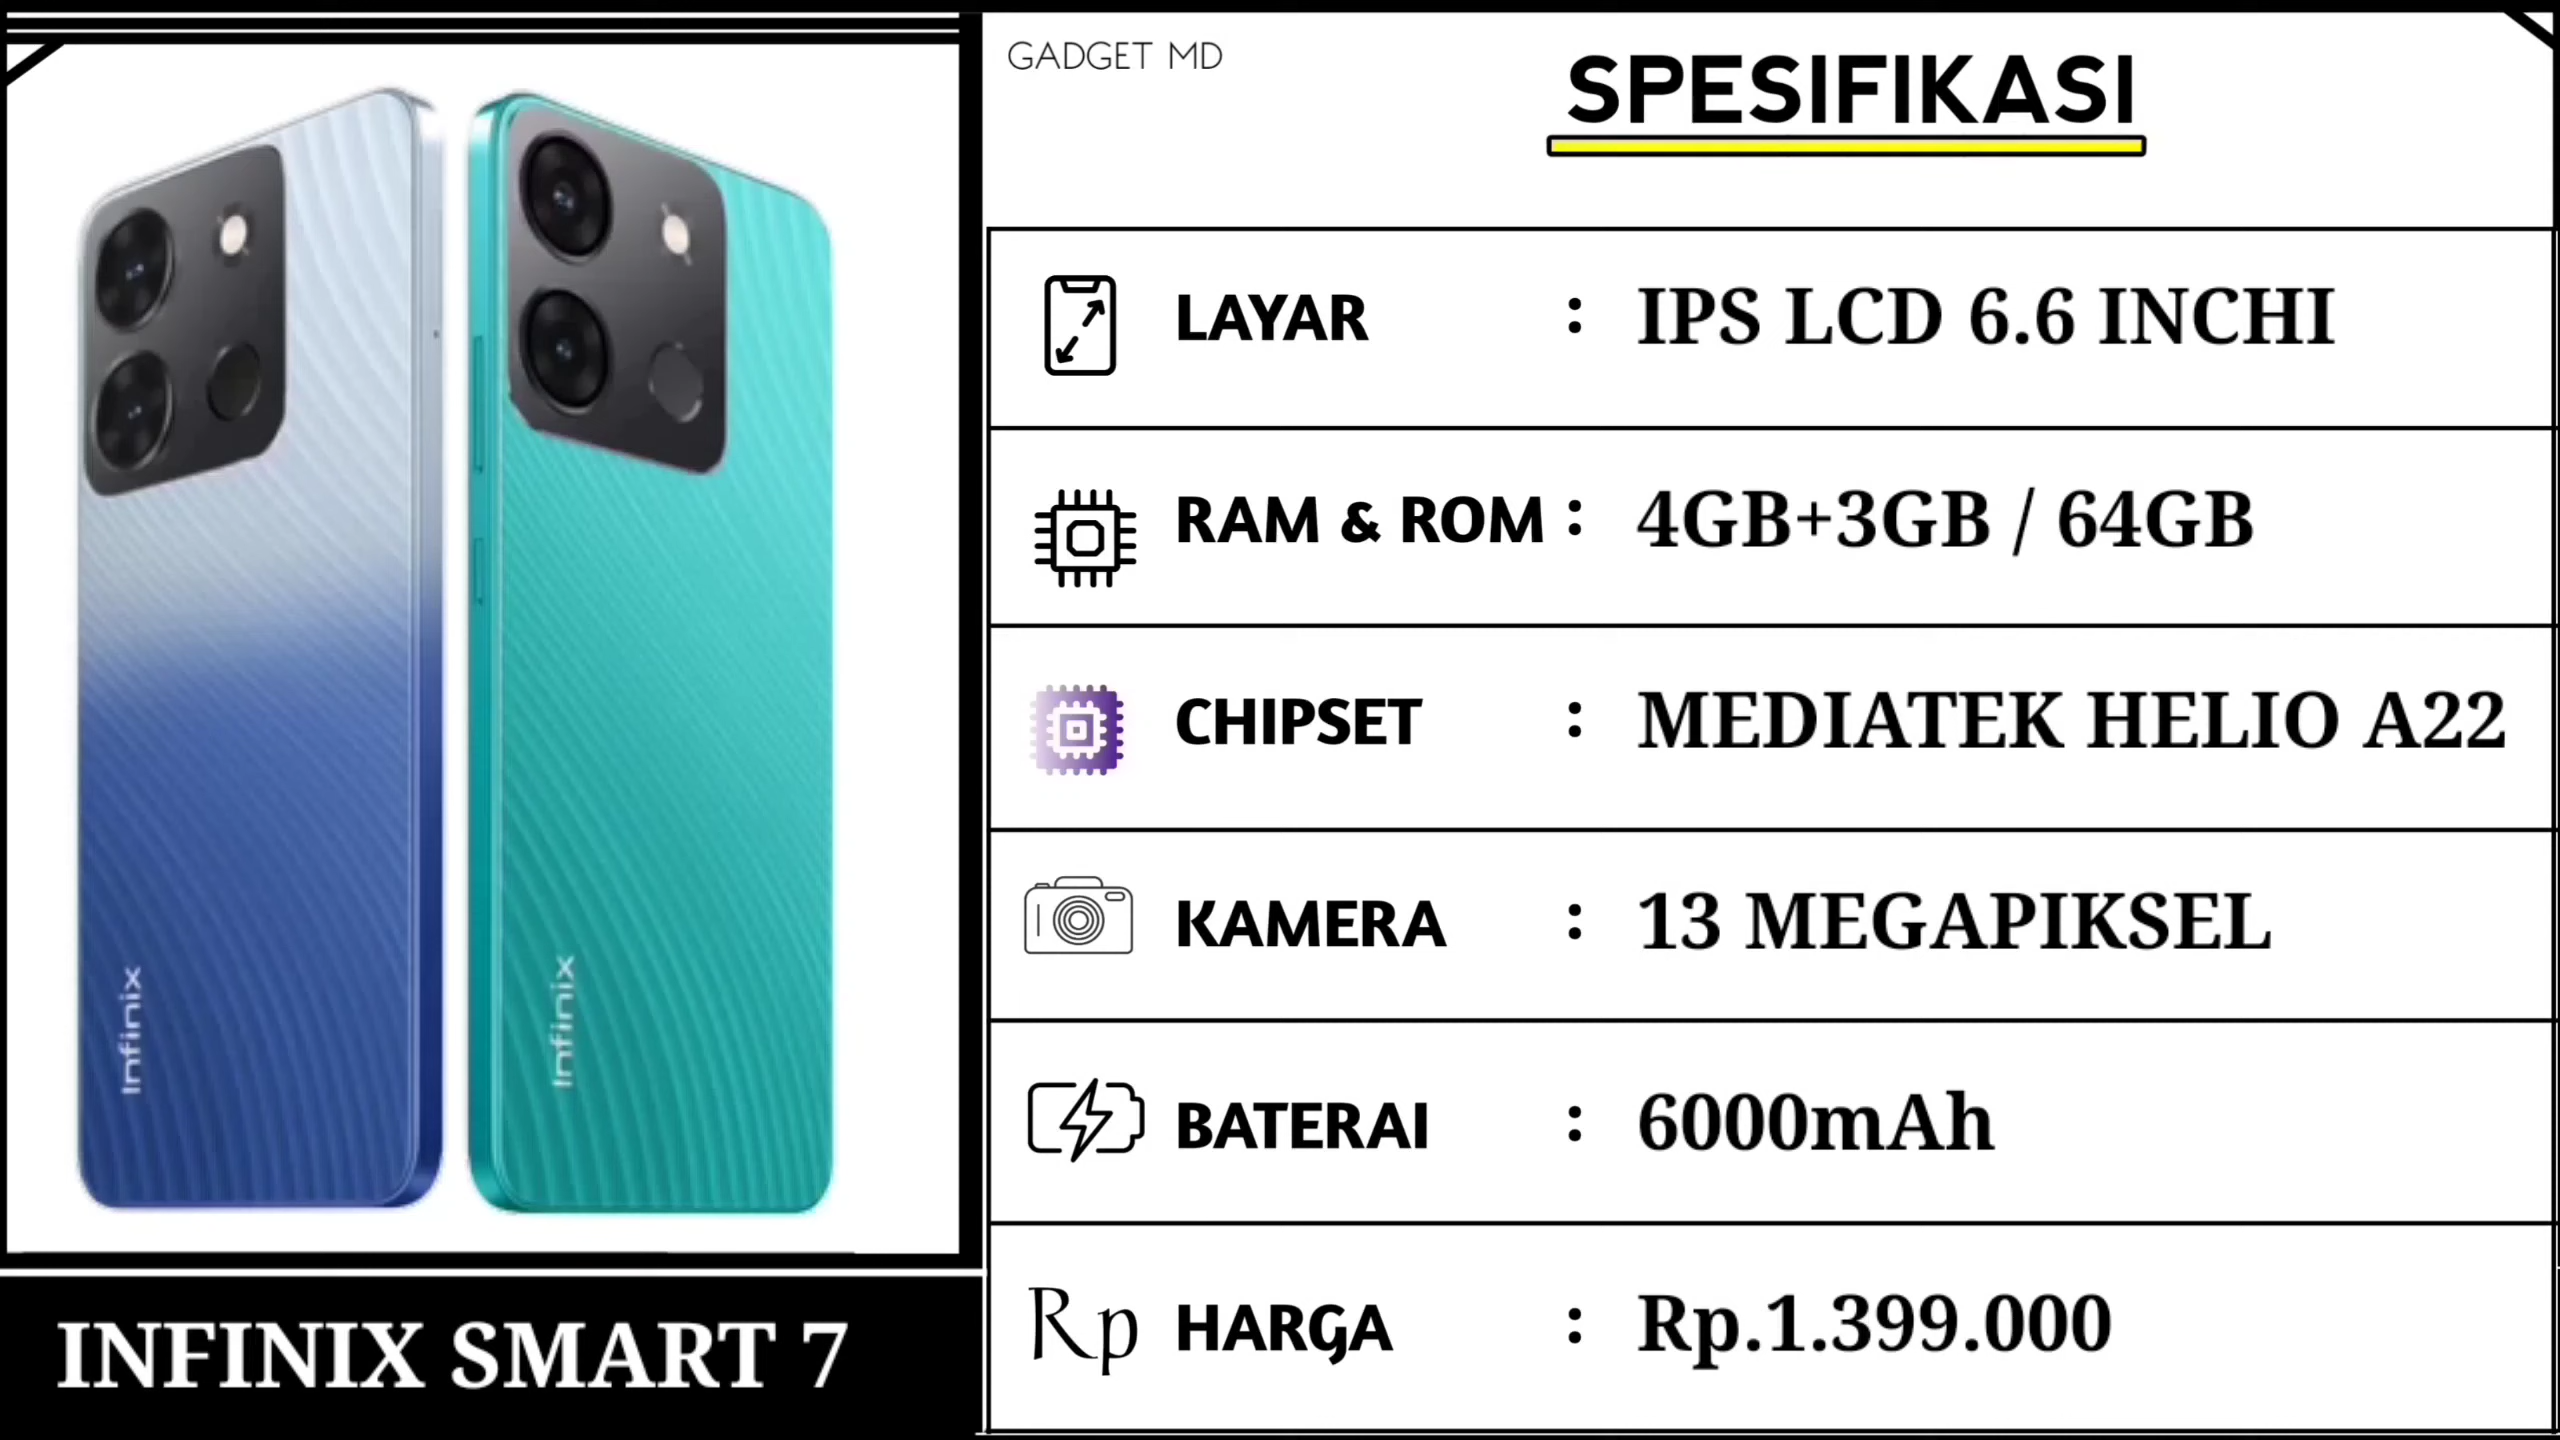 GADGET MD
SPESIFIKASI
LAYAR : IPS LCD 6.6 INCHI
RAM & ROM : 4GB+3GB / 64GB
CHIPSET : MEDIATEK HELIO A22
KAMERA : 13 MEGAPIKSEL
BATERAI : 6000mAh
Rp HARGA : Rp.1.399.000
Infinix
Infinix
INFINIX SMART 7